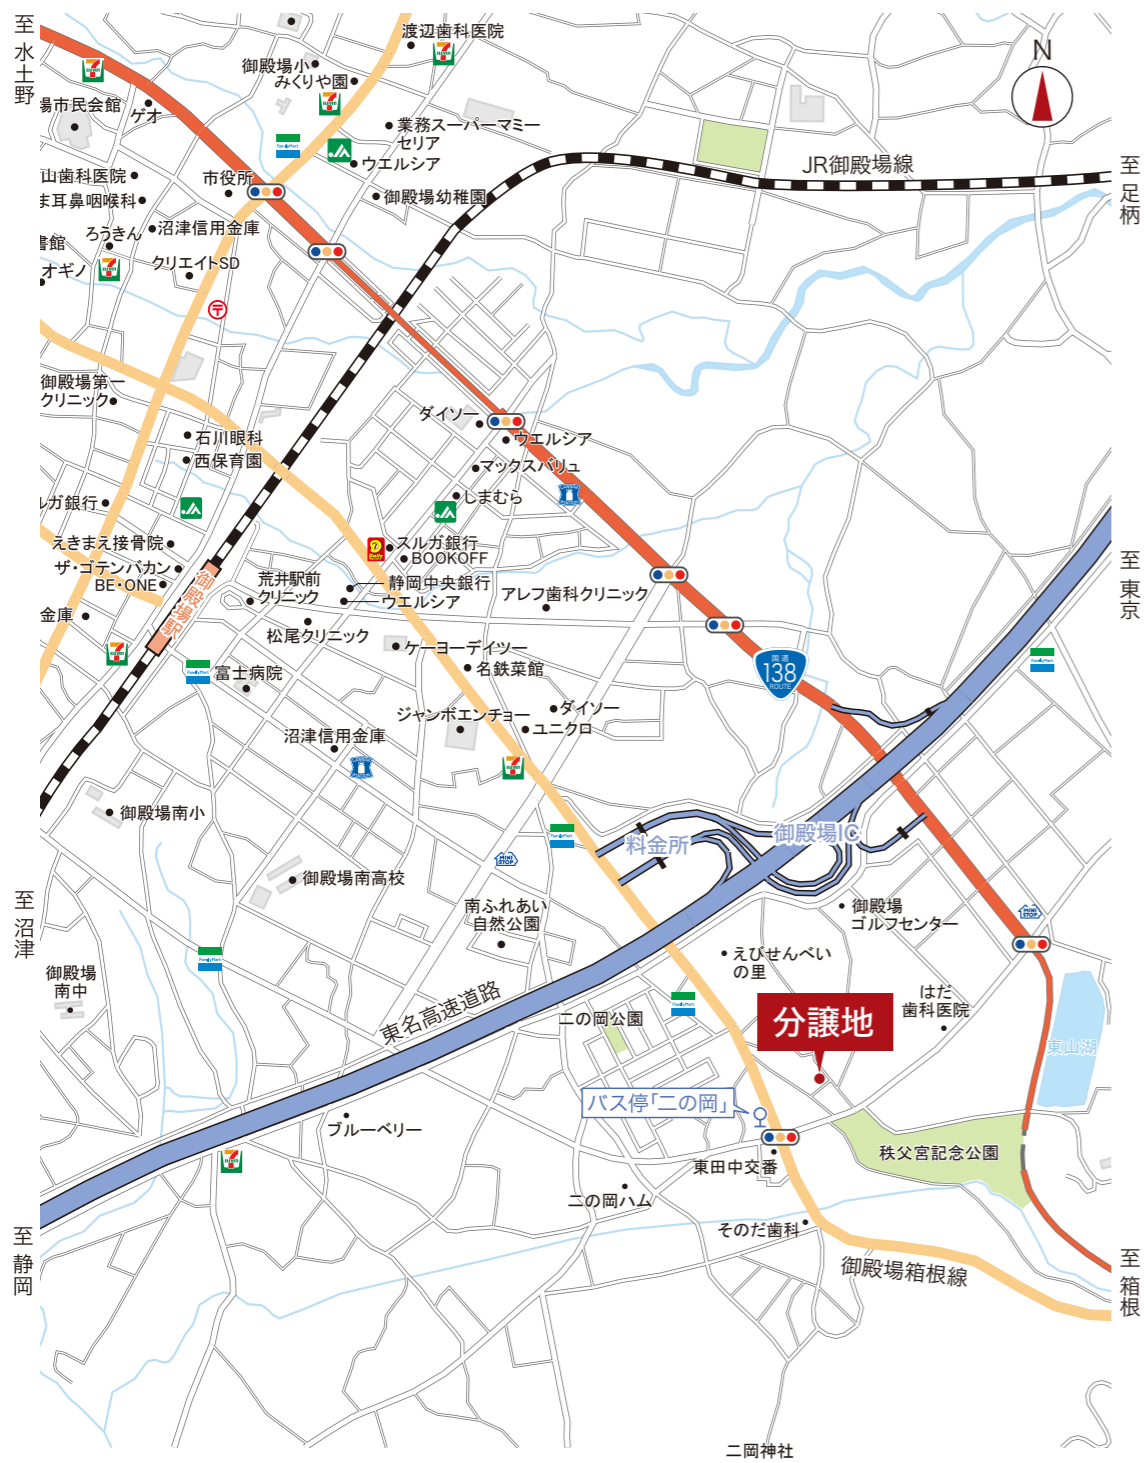 至水土野
渡辺歯科医院
御殿場小
みくりや園
N
場市民会館
ゲオ
業務スーパーマミー
セリア
ウエルシア
JR御殿場線
至足柄
山歯科医院
市役所
御殿場幼稚園
ま耳鼻咽喉科
ろうきん
沼津信用金庫
書館
オギノ
クリエイトSD
御殿場第一
クリニック
ダイソー
ウエルシア
石川眼科
西保育園
マックスバリュ
しまむら
ルガ銀行
えきまえ接骨院
ザ・ゴテンバカン
BE・ONE
スルガ銀行
BOOKOFF
荒井駅前
クリニック
静岡中央銀行
ウエルシア
アレフ歯科クリニック
至東京
御殿場駅
金庫
松尾クリニック
ケーヨーデイツー
名鉄菜館
国道
138
ROUTE
富士病院
ジャンボエンチョー
ダイソー
ユニクロ
沼津信用金庫
御殿場南小
料金所
御殿場IC
MINI
STOP
御殿場南高校
至沼津
南ふれあい
自然公園
御殿場
ゴルフセンター
MINI
STOP
御殿場
南中
えびせんべい
の里
東名高速道路
二の岡公園
分譲地
はだ
歯科医院
東山湖
バス停「二の岡」
ブルーベリー
東田中交番
秩父宮記念公園
二の岡ハム
そのだ歯科
至静岡
御殿場箱根線
至箱根
二岡神社